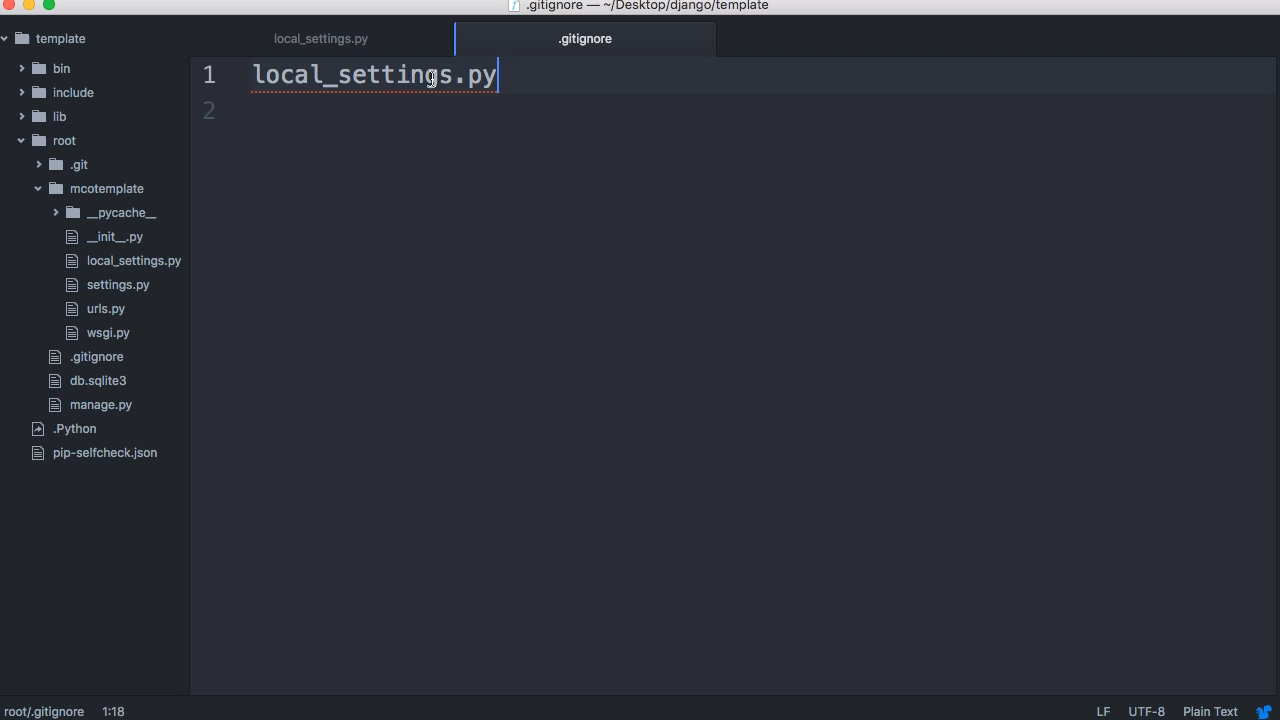 .gitignore — ~/Desktop/django/template
template
bin
include
lib
root
.git
mcotemplate
__pycache__
__init__.py
local_settings.py
settings.py
urls.py
wsgi.py
.gitignore
db.sqlite3
manage.py
.Python
pip-selfcheck.json
local_settings.py
.gitignore
1
local_settings.py
2
root/.gitignore 1:18
LF UTF-8 Plain Text